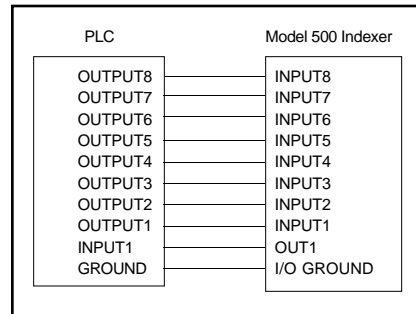 PLC Model 500 Indexer
OUTPUT8 INPUT8
OUTPUT7 INPUT7
OUTPUT6 INPUT6
OUTPUT5 INPUT5
OUTPUT4 INPUT4
OUTPUT3 INPUT3
OUTPUT2 INPUT2
OUTPUT1 INPUT1
INPUT1 OUT1
GROUND I/O GROUND